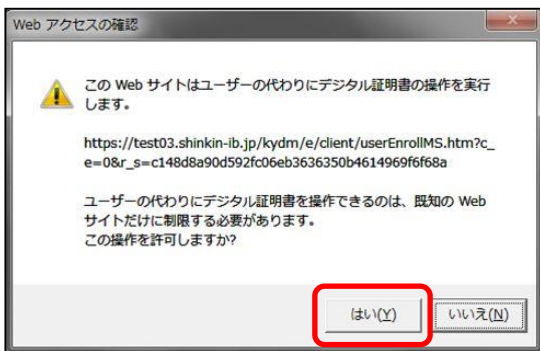 Web アクセスの確認
この Web サイトはユーザーの代わりにデジタル証明書の操作を実行
します。
https://test03.shinkin-ib.jp/kydm/e/client/userEnrollMS.htm?c_
e=0&r_s=c148d8a90d592fc06eb3636350b4614969f6f68a
ユーザーの代わりにデジタル証明書を操作できるのは、既知の Web
サイトだけに制限する必要があります。
この操作を許可しますか?
はい(Y)
いいえ(N)